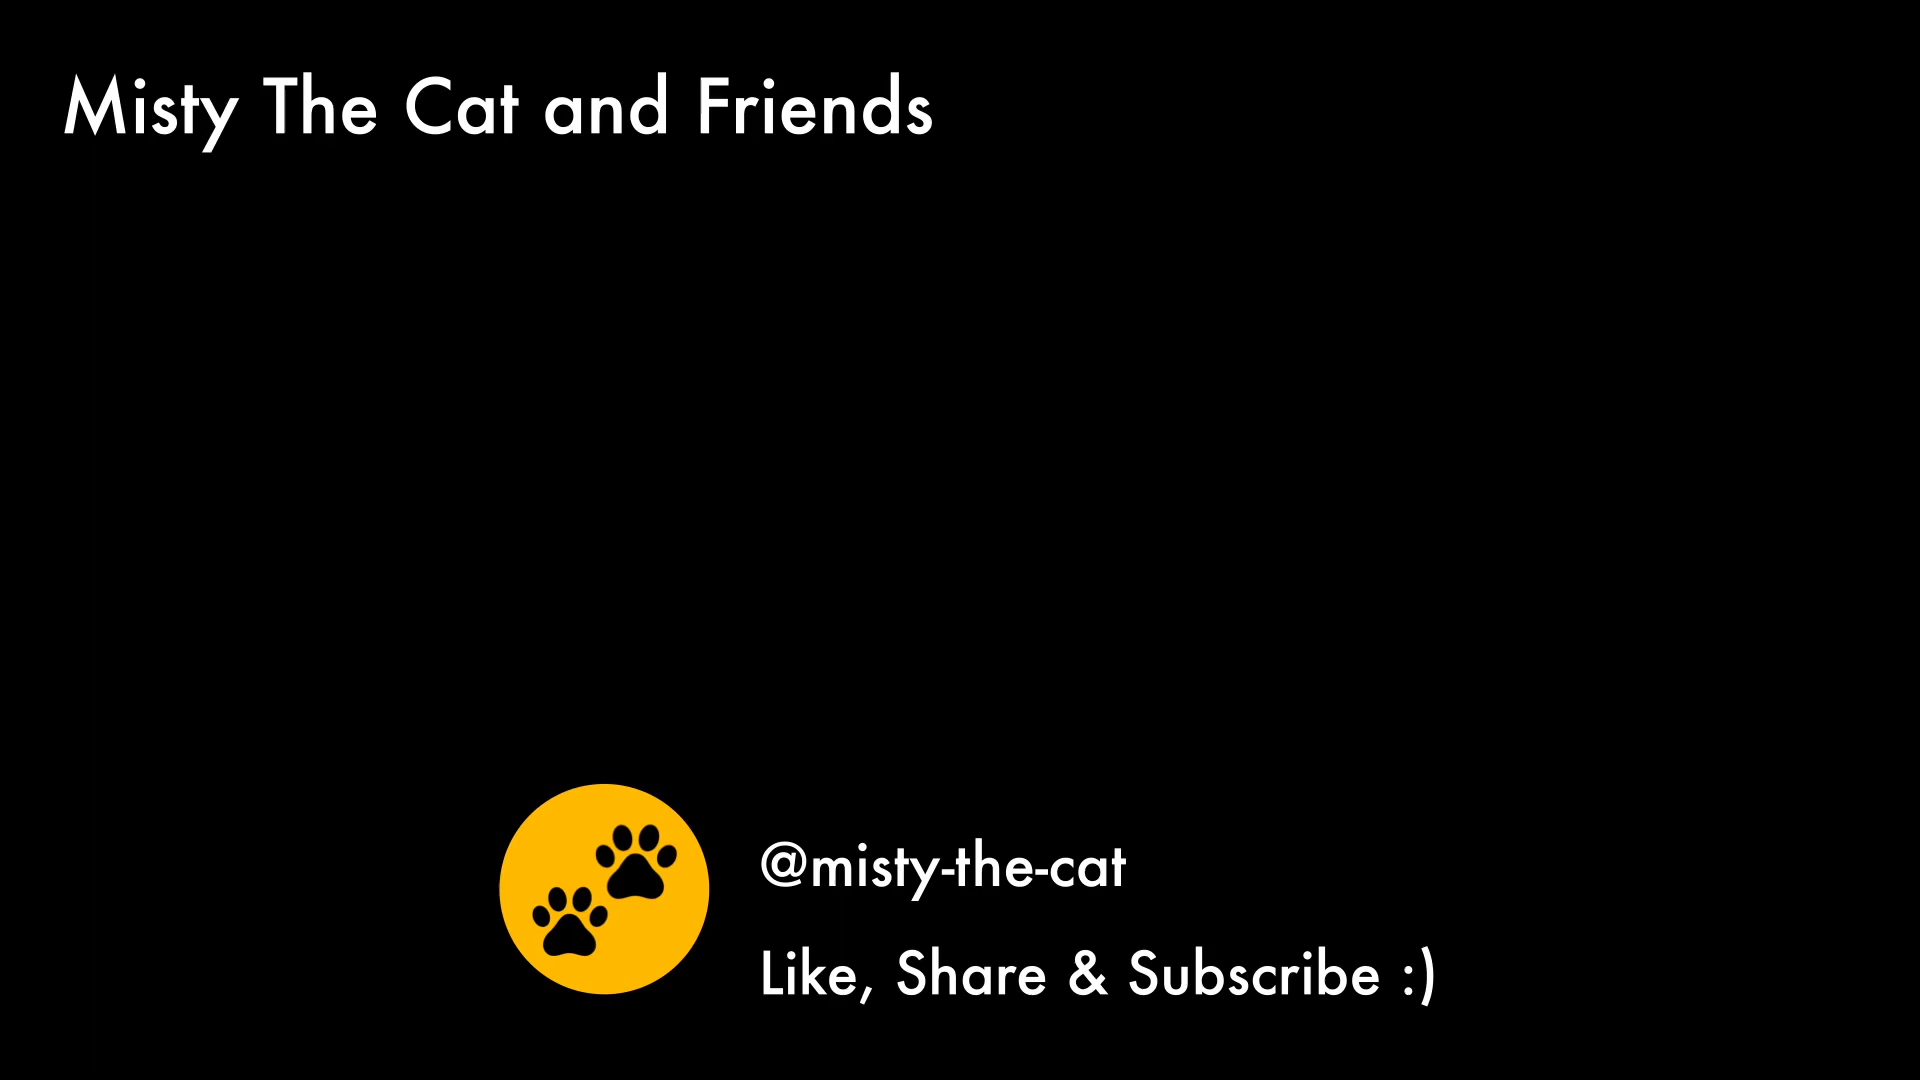 Misty The Cat and Friends
@misty-the-cat
Like, Share & Subscribe :)